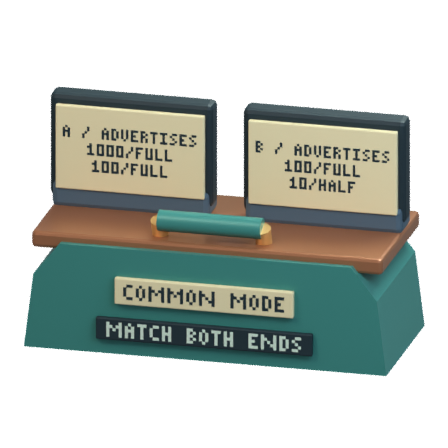 A / ADVERTISES
1000/FULL
100/FULL
B / ADVERTISES
100/FULL
10/HALF
COMMON MODE
MATCH BOTH ENDS